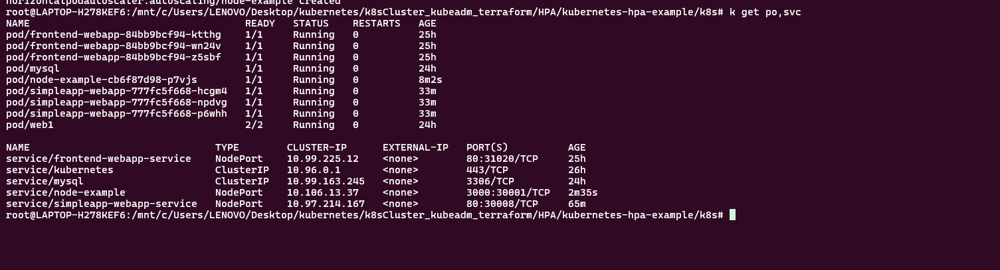 horizontalpodautoscaler.autoscaling/node-example created
root@LAPTOP-H278KEF6:/mnt/c/Users/LENOVO/Desktop/kubernetes/k8sCluster_kubeadm_terraform/HPA/kubernetes-hpa-example/k8s# k get po,svc
NAME READY STATUS RESTARTS AGE
pod/frontend-webapp-84bb9bcf94-ktthg 1/1 Running 0 25h
pod/frontend-webapp-84bb9bcf94-wn24v 1/1 Running 0 25h
pod/frontend-webapp-84bb9bcf94-z5sbf 1/1 Running 0 25h
pod/mysql 1/1 Running 0 24h
pod/node-example-cb6f87d98-p7vjs 1/1 Running 0 8m2s
pod/simpleapp-webapp-777fc5f668-hcgm4 1/1 Running 0 33m
pod/simpleapp-webapp-777fc5f668-npdvg 1/1 Running 0 33m
pod/simpleapp-webapp-777fc5f668-p6whh 1/1 Running 0 33m
pod/web1 2/2 Running 0 24h
NAME TYPE CLUSTER-IP EXTERNAL-IP PORT(S) AGE
service/frontend-webapp-service NodePort 10.99.225.12 <none> 80:31020/TCP 25h
service/kubernetes ClusterIP 10.96.0.1 <none> 443/TCP 26h
service/mysql ClusterIP 10.99.163.245 <none> 3306/TCP 24h
service/node-example NodePort 10.106.13.37 <none> 3000:30001/TCP 2m35s
service/simpleapp-webapp-service NodePort 10.97.214.167 <none> 80:30008/TCP 65m
root@LAPTOP-H278KEF6:/mnt/c/Users/LENOVO/Desktop/kubernetes/k8sCluster_kubeadm_terraform/HPA/kubernetes-hpa-example/k8s#